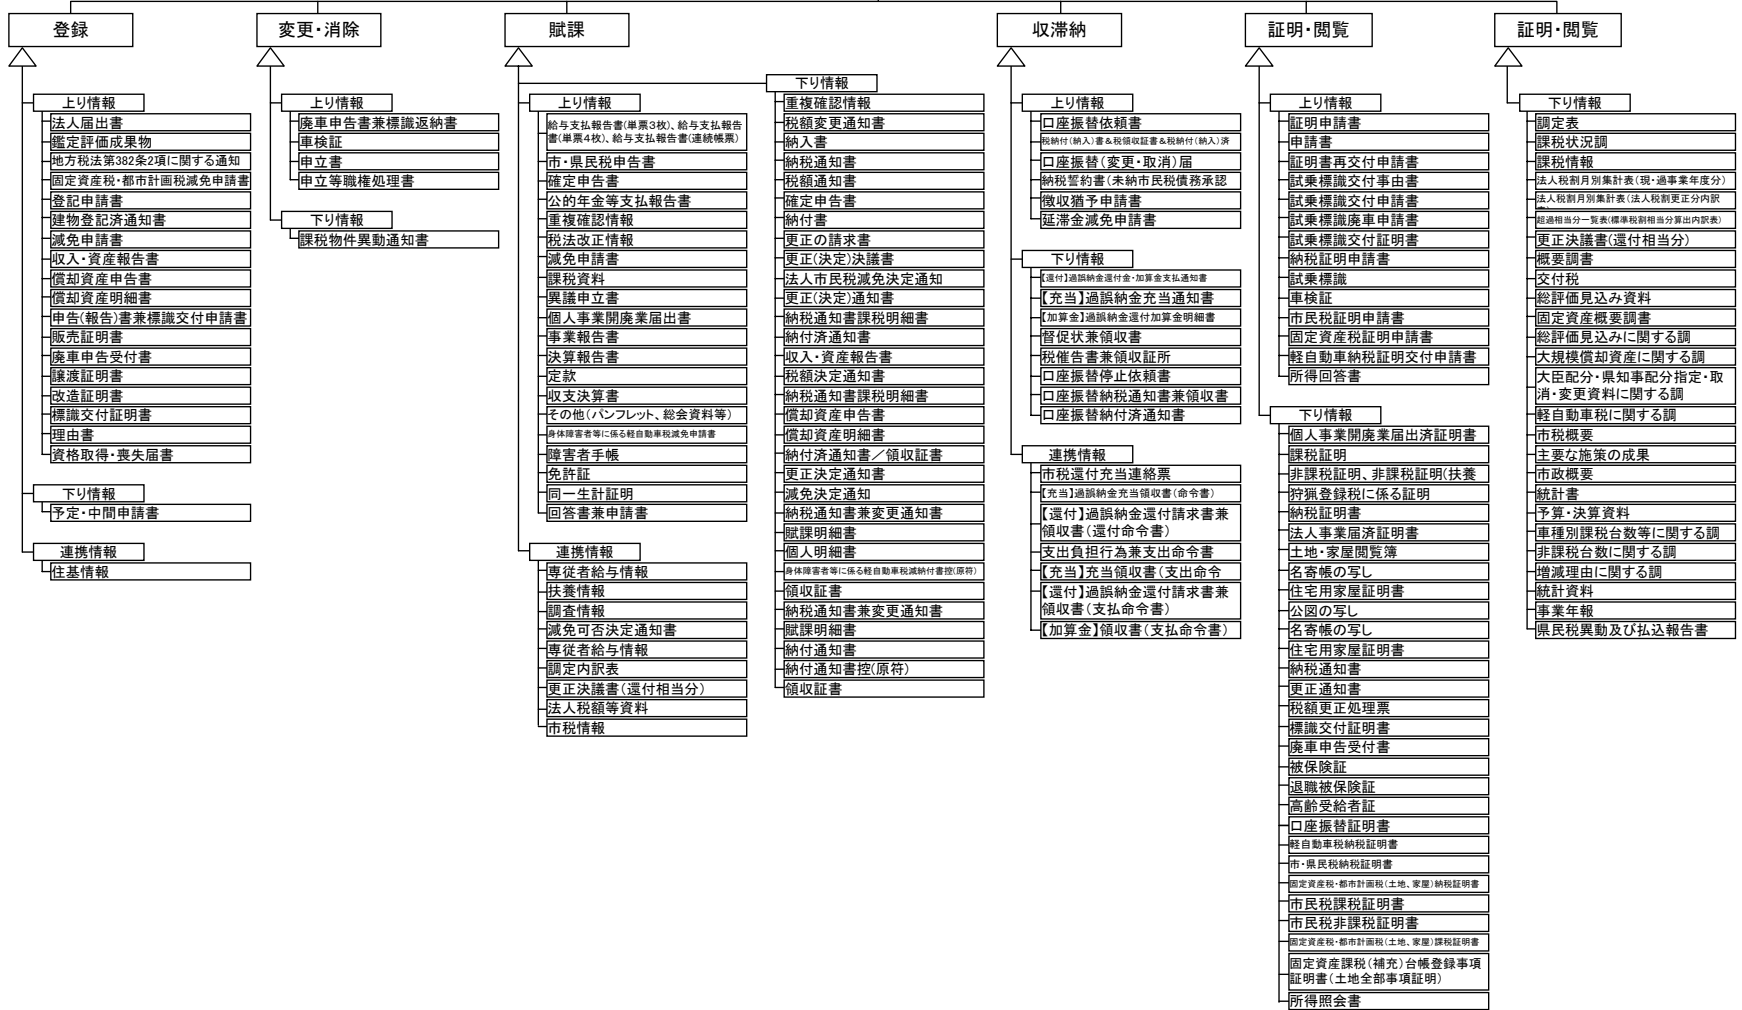 登録
変更・消除
賦課
収滞納
証明・閲覧
証明・閲覧
上り情報
法人届出書
鑑定評価成果物
地方税法第382条2項に関する通知
固定資産税・都市計画税減免申請書
登記申請書
建物登記済通知書
減免申請書
収入・資産報告書
償却資産申告書
償却資産明細書
申告(報告)書兼標識交付申請書
販売証明書
廃車申告受付書
譲渡証明書
改造証明書
標識交付証明書
理由書
資格取得・喪失届書
下り情報
予定・中間申請書
連携情報
住基情報
上り情報
廃車申告書兼標識返納書
車検証
申立書
申立等職権処理書
下り情報
課税物件異動通知書
上り情報
給与支払報告書(単票3枚)、給与支払報告
書(単票4枚)、給与支払報告書(連続帳票)
市・県民税申告書
確定申告書
公的年金等支払報告書
重複確認情報
税法改正情報
減免申請書
課税資料
異議申立書
個人事業開廃業届出書
事業報告書
決算報告書
定款
収支決算書
その他(パンフレット、総会資料等)
身体障害者等に係る軽自動車税減免申請書
障害者手帳
免許証
同一生計証明
回答書兼申請書
連携情報
専従者給与情報
扶養情報
調査情報
減免可否決定通知書
専従者給与情報
調定内訳表
更正決議書(還付相当分)
法人税額等資料
市税情報
下り情報
重複確認情報
税額変更通知書
納入書
納税通知書
税額通知書
確定申告書
納付書
更正の請求書
更正(決定)決議書
法人市民税減免決定通知
更正(決定)通知書
納税通知書課税明細書
納付済通知書
収入・資産報告書
税額決定通知書
納税通知書課税明細書
償却資産申告書
償却資産明細書
納付済通知書／領収証書
更正決定通知書
減免決定通知
納税通知書兼変更通知書
賦課明細書
個人明細書
身体障害者等に係る軽自動車税減納付書控(原符)
領収証書
納税通知書兼変更通知書
賦課明細書
納付通知書
納付通知書控(原符)
領収証書
上り情報
口座振替依頼書
税納付(納入)書＆税領収証書＆税納付(納入)済
口座振替(変更・取消)届
納税誓約書(未納市民税債務承認
徴収猶予申請書
延滞金減免申請書
下り情報
【還付】過誤納金還付金・加算金支払通知書
【充当】過誤納金充当通知書
【加算金】過誤納金還付加算金明細書
督促状兼領収書
税催告書兼領収証所
口座振替停止依頼書
口座振替納税通知書兼領収書
口座振替納付済通知書
連携情報
市税還付充当連絡票
【充当】過誤納金充当領収書(命令書)
【還付】過誤納金還付請求書兼
領収書(還付命令書)
支出負担行為兼支出命令書
【充当】充当領収書(支出命令
【還付】過誤納金還付請求書兼
領収書(支払命令書)
【加算金】領収書(支払命令書)
上り情報
証明申請書
申請書
証明書再交付申請書
試乗標識交付事由書
試乗標識交付申請書
試乗標識廃車申請書
試乗標識交付証明書
納税証明申請書
試乗標識
車検証
市民税証明申請書
固定資産税証明申請書
軽自動車納税証明交付申請書
所得回答書
下り情報
個人事業開廃業届出済証明書
課税証明
非課税証明、非課税証明(扶養
狩猟登録税に係る証明
納税証明書
法人事業届済証明書
土地・家屋閲覧簿
名寄帳の写し
住宅用家屋証明書
公図の写し
名寄帳の写し
住宅用家屋証明書
納税通知書
更正通知書
税額更正処理票
標識交付証明書
廃車申告受付書
被保険証
退職被保険証
高齢受給者証
口座振替証明書
軽自動車税納税証明書
市・県民税納税証明書
固定資産税・都市計画税(土地、家屋)納税証明書
市民税課税証明書
市民税非課税証明書
固定資産税・都市計画税(土地、家屋)課税証明書
固定資産課税(補充)台帳登録事項
証明書(土地全部事項証明)
所得照会書
下り情報
調定表
課税状況調
課税情報
法人税割月別集計表(現・過事業年度分)
法人税割月別集計表(法人税割更正分内訳
超過相当分一覧表(標準税割相当分算出内訳表)
更正決議書(還付相当分)
概要調書
交付税
総評価見込み資料
固定資産概要調書
総評価見込みに関する調
大規模償却資産に関する調
大臣配分・県知事配分指定・取
消・変更資料に関する調
軽自動車税に関する調
市税概要
主要な施策の成果
市政概要
統計書
予算・決算資料
車種別課税台数等に関する調
非課税台数に関する調
増減理由に関する調
統計資料
事業年報
県民税異動及び払込報告書